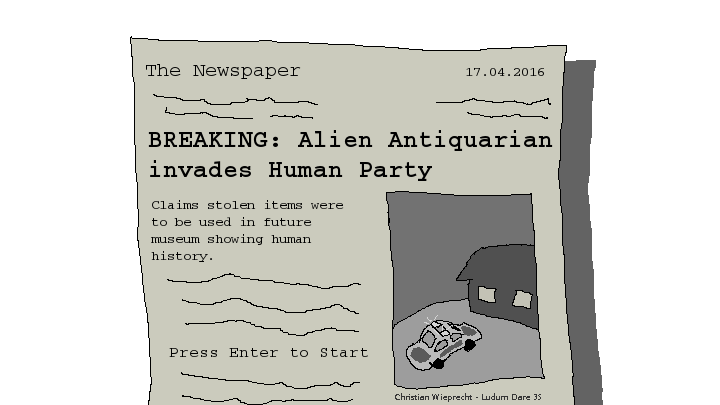 The Newspaper
17.04.2016
BREAKING: Alien Antiquarian
invades Human Party
Claims stolen items were
to be used in future
museum showing human
history.
Press Enter to Start
Christian Wieprecht - Ludum Dare 35